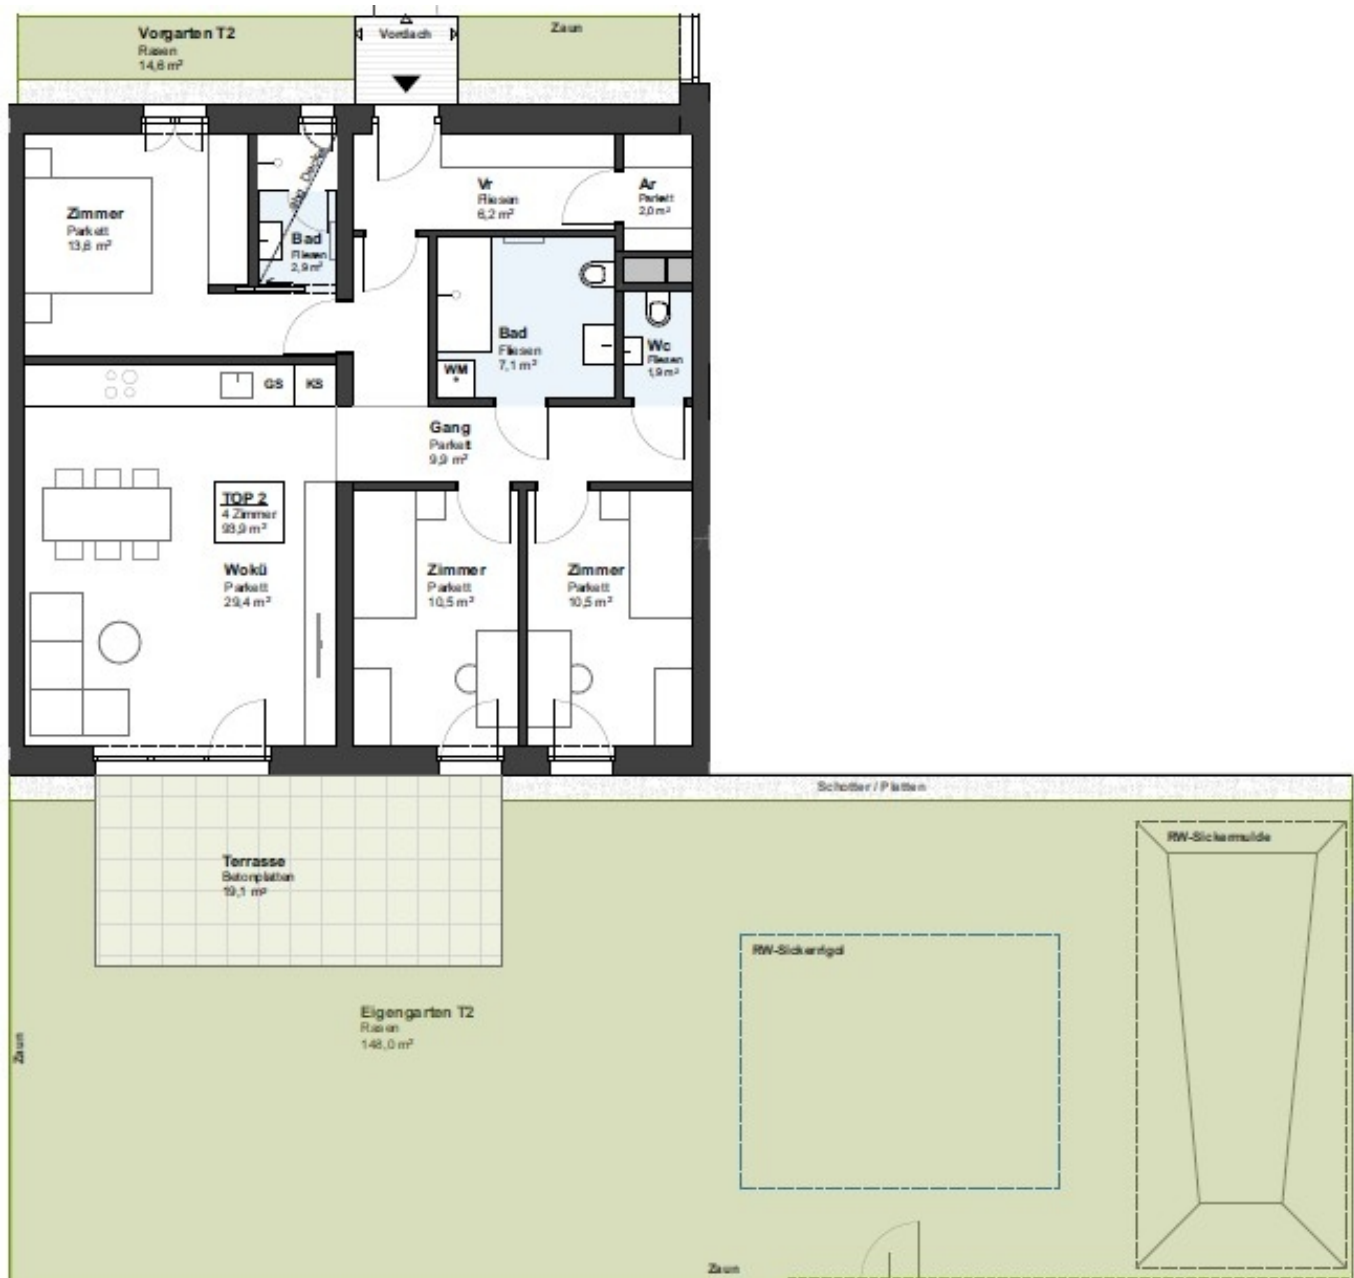 Vorgarten T2
Rasen
14,6 m²
Vordach
Zaun
Zimmer
Parkett
13,6 m²
abg. Decke
Bad
Fliesen
2,9 m²
Vr
Fliesen
6,2 m²
Ar
Parkett
2,0 m²
Bad
Fliesen
7,1 m²
WM
*
Wc
Fliesen
1,9 m²
GS
KS
Gang
Parkett
9,9 m²
TOP 2
4 Zimmer
93,9 m²
Wokü
Parkett
29,4 m²
Zimmer
Parkett
10,5 m²
Zimmer
Parkett
10,5 m²
Schotter / Platten
Terrasse
Betonplatten
19,1 m²
RW-Sickermulde
RW-Sickerrigol
Eigengarten T2
Rasen
148,0 m²
Zaun
Zaun